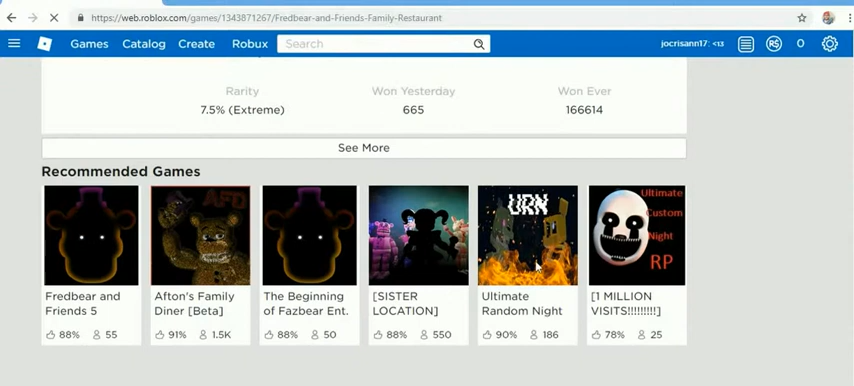 https://web.roblox.com/games/1343871267/Fredbear-and-Friends-Family-Restaurant
Games Catalog Create Robux Search jocrisann17: <13 R$ 0
Rarity Won Yesterday Won Ever
7.5% (Extreme) 665 166614
See More
Recommended Games
AFD
URN
Ultimate
Custom
Night
RP
Fredbear and Friends 5
Afton's Family Diner [Beta]
The Beginning of Fazbear Ent.
[SISTER LOCATION]
Ultimate Random Night
[1 MILLION VISITS!!!!!!!!!]
88% 55
91% 1.5K
88% 50
88% 550
90% 186
78% 25